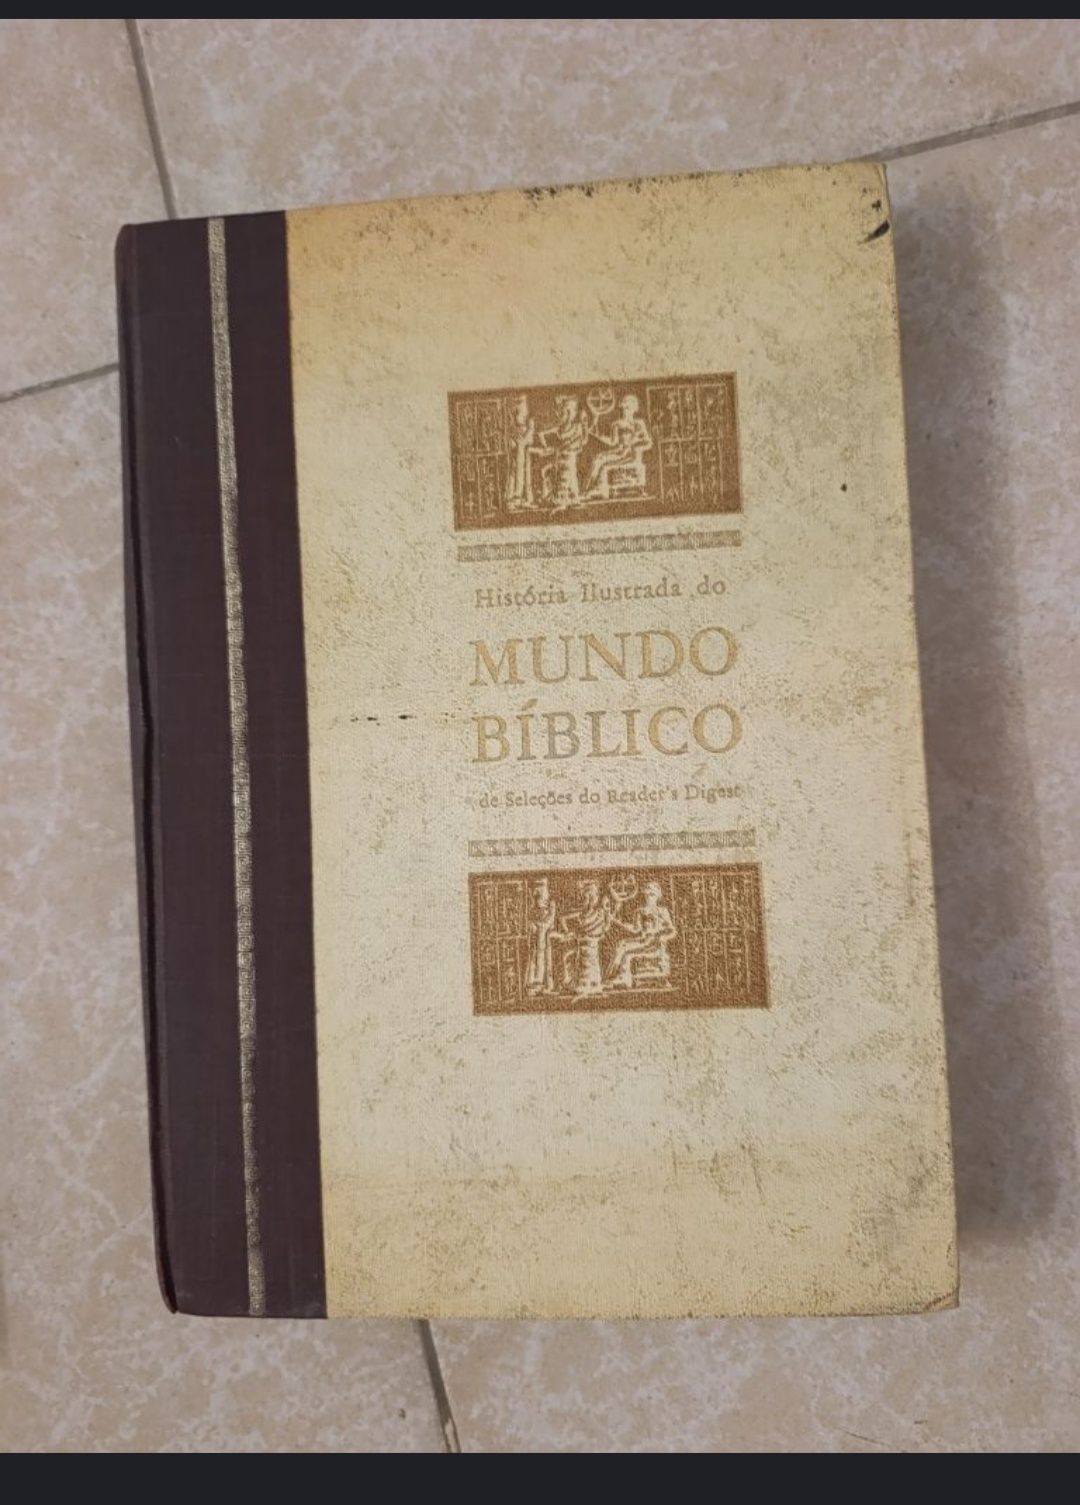 História Ilustrada do
MUNDO
BÍBLICO
de Seleções do Reader's Digest